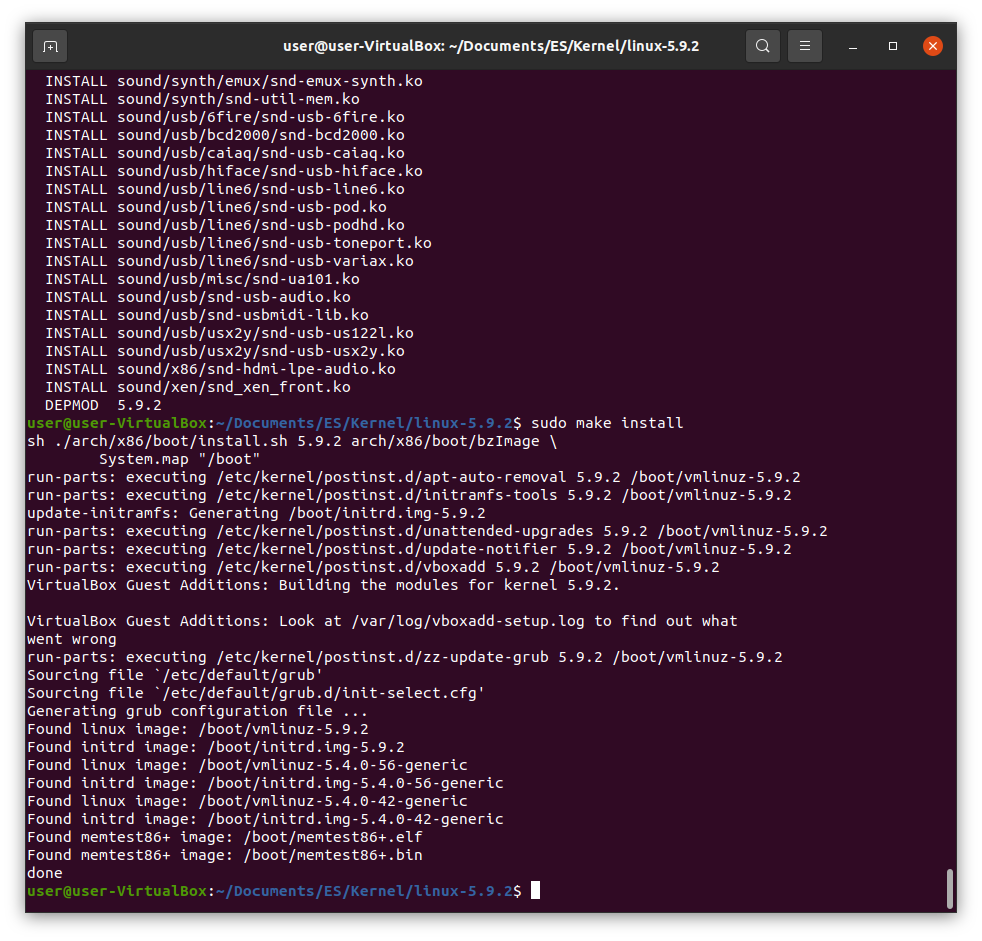 user@user-VirtualBox: ~/Documents/ES/Kernel/linux-5.9.2
INSTALL sound/synth/emux/snd-emux-synth.ko
INSTALL sound/synth/snd-util-mem.ko
INSTALL sound/usb/6fire/snd-usb-6fire.ko
INSTALL sound/usb/bcd2000/snd-bcd2000.ko
INSTALL sound/usb/caiaq/snd-usb-caiaq.ko
INSTALL sound/usb/hiface/snd-usb-hiface.ko
INSTALL sound/usb/line6/snd-usb-line6.ko
INSTALL sound/usb/line6/snd-usb-pod.ko
INSTALL sound/usb/line6/snd-usb-podhd.ko
INSTALL sound/usb/line6/snd-usb-toneport.ko
INSTALL sound/usb/line6/snd-usb-variax.ko
INSTALL sound/usb/misc/snd-ua101.ko
INSTALL sound/usb/snd-usb-audio.ko
INSTALL sound/usb/snd-usbmidi-lib.ko
INSTALL sound/usb/usx2y/snd-usb-us122l.ko
INSTALL sound/usb/usx2y/snd-usb-usx2y.ko
INSTALL sound/x86/snd-hdmi-lpe-audio.ko
INSTALL sound/xen/snd_xen_front.ko
DEPMOD  5.9.2
user@user-VirtualBox:~/Documents/ES/Kernel/linux-5.9.2$ sudo make install
sh ./arch/x86/boot/install.sh 5.9.2 arch/x86/boot/bzImage \
System.map "/boot"
run-parts: executing /etc/kernel/postinst.d/apt-auto-removal 5.9.2 /boot/vmlinuz-5.9.2
run-parts: executing /etc/kernel/postinst.d/initramfs-tools 5.9.2 /boot/vmlinuz-5.9.2
update-initramfs: Generating /boot/initrd.img-5.9.2
run-parts: executing /etc/kernel/postinst.d/unattended-upgrades 5.9.2 /boot/vmlinuz-5.9.2
run-parts: executing /etc/kernel/postinst.d/update-notifier 5.9.2 /boot/vmlinuz-5.9.2
run-parts: executing /etc/kernel/postinst.d/vboxadd 5.9.2 /boot/vmlinuz-5.9.2
VirtualBox Guest Additions: Building the modules for kernel 5.9.2.
VirtualBox Guest Additions: Look at /var/log/vboxadd-setup.log to find out what
went wrong
run-parts: executing /etc/kernel/postinst.d/zz-update-grub 5.9.2 /boot/vmlinuz-5.9.2
Sourcing file `/etc/default/grub'
Sourcing file `/etc/default/grub.d/init-select.cfg'
Generating grub configuration file ...
Found linux image: /boot/vmlinuz-5.9.2
Found initrd image: /boot/initrd.img-5.9.2
Found linux image: /boot/vmlinuz-5.4.0-56-generic
Found initrd image: /boot/initrd.img-5.4.0-56-generic
Found linux image: /boot/vmlinuz-5.4.0-42-generic
Found initrd image: /boot/initrd.img-5.4.0-42-generic
Found memtest86+ image: /boot/memtest86+.elf
Found memtest86+ image: /boot/memtest86+.bin
done
user@user-VirtualBox:~/Documents/ES/Kernel/linux-5.9.2$